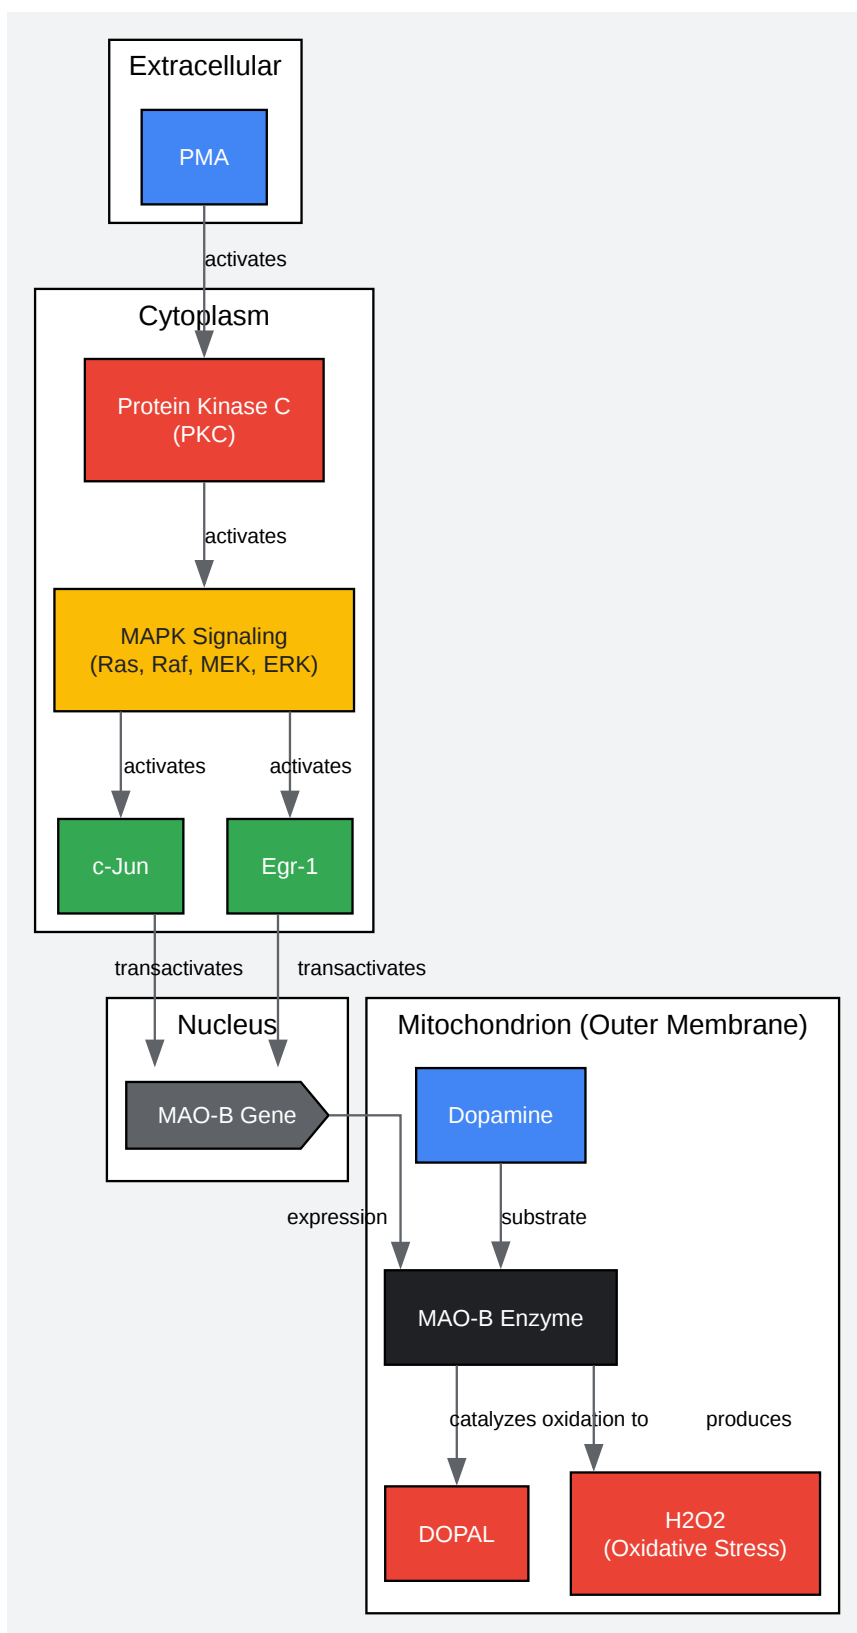 Extracellular
PMA
activates
Cytoplasm
Protein Kinase C
(PKC)
activates
MAPK Signaling
(Ras, Raf, MEK, ERK)
activates
activates
c-Jun
Egr-1
transactivates
transactivates
Nucleus
Mitochondrion (Outer Membrane)
MAO-B Gene
Dopamine
expression
substrate
MAO-B Enzyme
catalyzes oxidation to
produces
DOPAL
H2O2
(Oxidative Stress)